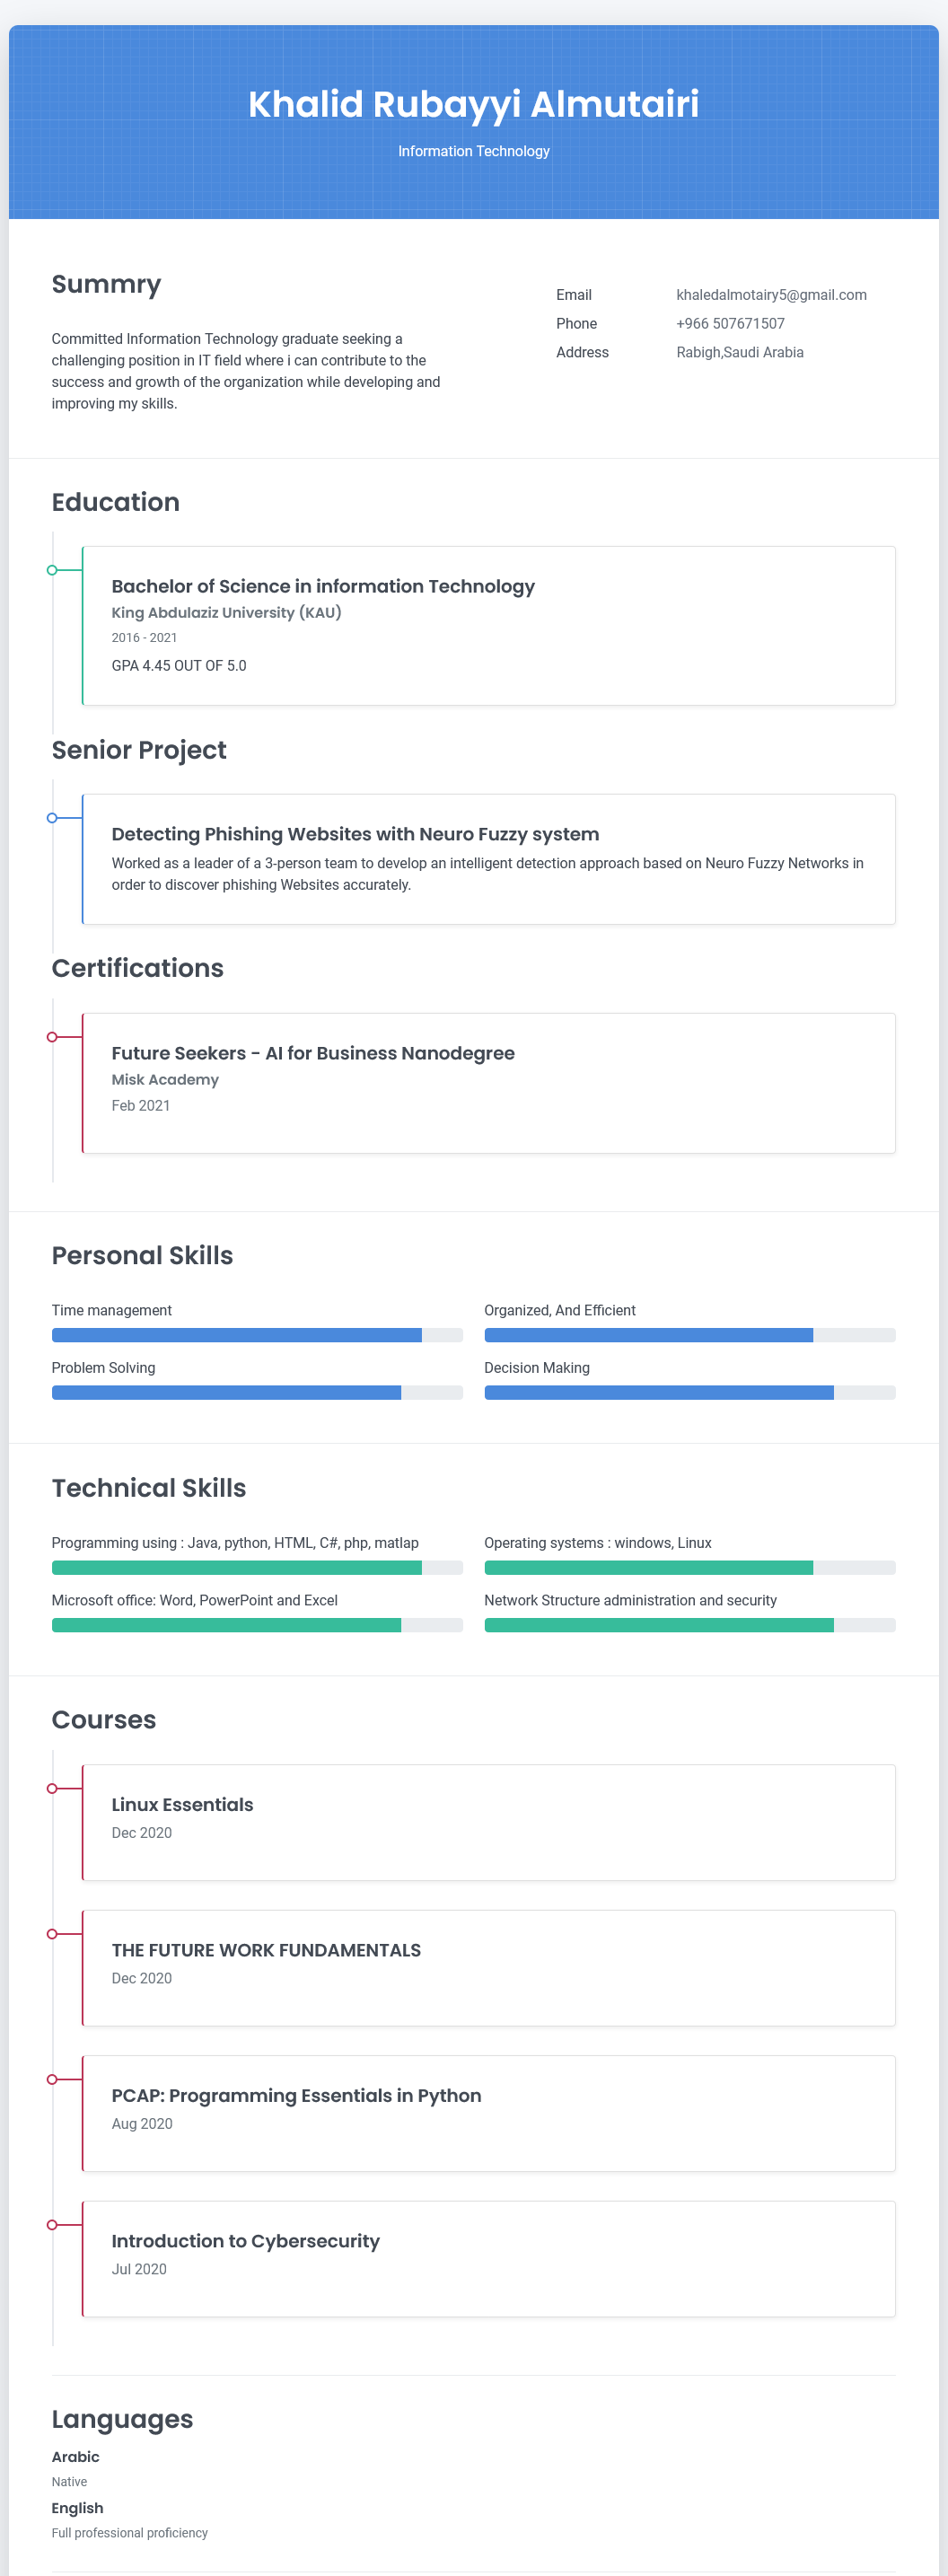 Khalid Rubayyi Almutairi
Information Technology
Summry
Committed Information Technology graduate seeking a
challenging position in IT field where i can contribute to the
success and growth of the organization while developing and
improving my skills.
Email khaledalmotairy5@gmail.com
Phone +966 507671507
Address Rabigh,Saudi Arabia
Education
Bachelor of Science in information Technology
King Abdulaziz University (KAU)
2016 - 2021
GPA 4.45 OUT OF 5.0
Senior Project
Detecting Phishing Websites with Neuro Fuzzy system
Worked as a leader of a 3-person team to develop an intelligent detection approach based on Neuro Fuzzy Networks in
order to discover phishing Websites accurately.
Certifications
Future Seekers - AI for Business Nanodegree
Misk Academy
Feb 2021
Personal Skills
Time management
Organized, And Efficient
Problem Solving
Decision Making
Technical Skills
Programming using : Java, python, HTML, C#, php, matlap
Operating systems : windows, Linux
Microsoft office: Word, PowerPoint and Excel
Network Structure administration and security
Courses
Linux Essentials
Dec 2020
THE FUTURE WORK FUNDAMENTALS
Dec 2020
PCAP: Programming Essentials in Python
Aug 2020
Introduction to Cybersecurity
Jul 2020
Languages
Arabic
Native
English
Full professional proficiency